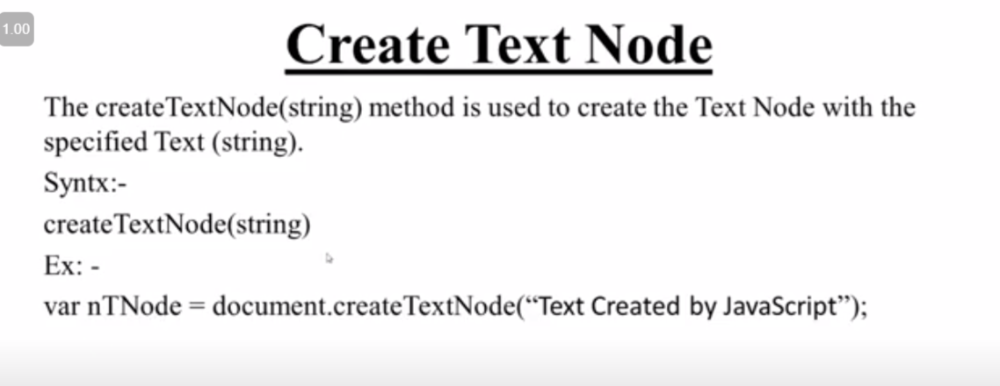 1.00
Create Text Node
The createTextNode(string) method is used to create the Text Node with the
specified Text (string).
Syntx:-
createTextNode(string)
Ex: -
var nTNode = document.createTextNode(“Text Created by JavaScript”);